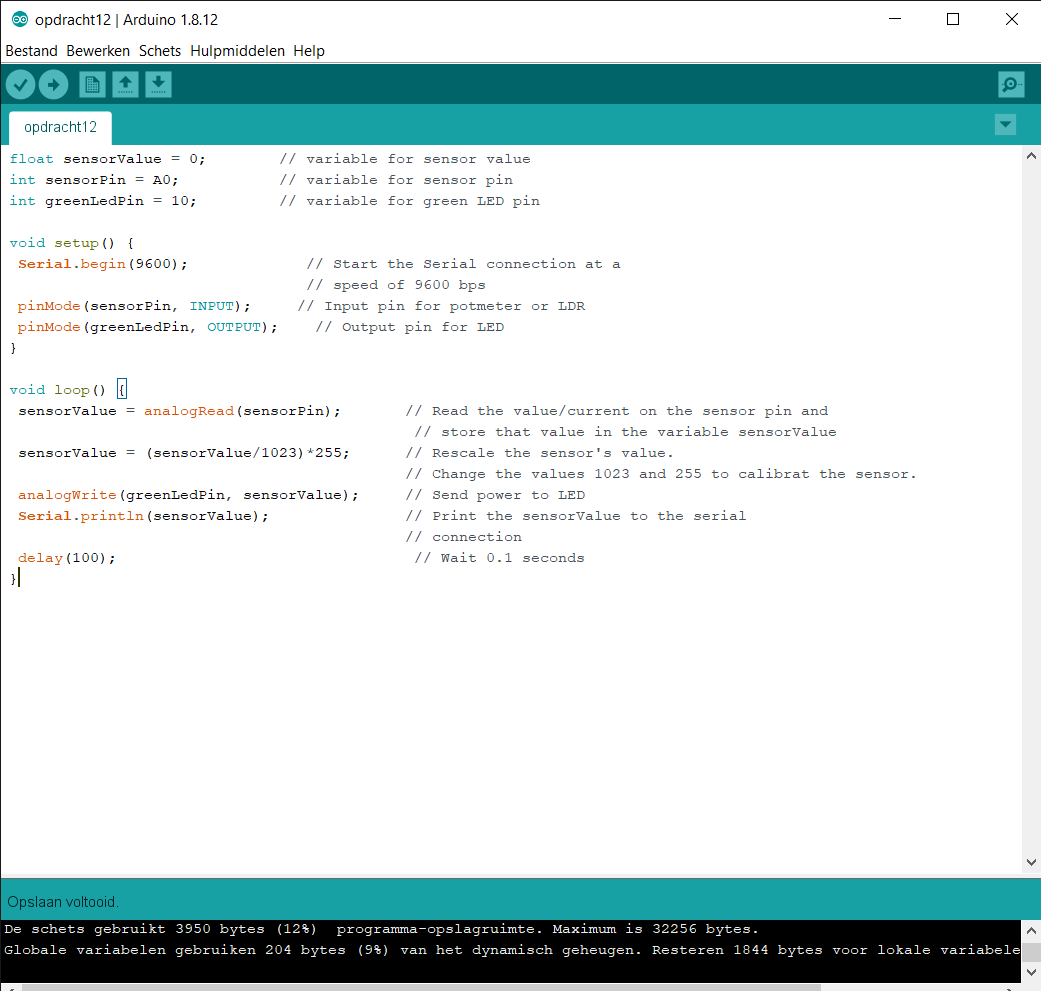 opdracht12 | Arduino 1.8.12
Bestand Bewerken Schets Hulpmiddelen Help
opdracht12
float sensorValue = 0; // variable for sensor value
int sensorPin = A0; // variable for sensor pin
int greenLedPin = 10; // variable for green LED pin
void setup() {
Serial.begin(9600); // Start the Serial connection at a
// speed of 9600 bps
pinMode(sensorPin, INPUT); // Input pin for potmeter or LDR
pinMode(greenLedPin, OUTPUT); // Output pin for LED
}
void loop() {
sensorValue = analogRead(sensorPin); // Read the value/current on the sensor pin and
// store that value in the variable sensorValue
sensorValue = (sensorValue/1023)*255; // Rescale the sensor's value.
// Change the values 1023 and 255 to calibrat the sensor.
analogWrite(greenLedPin, sensorValue); // Send power to LED
Serial.println(sensorValue); // Print the sensorValue to the serial
// connection
delay(100); // Wait 0.1 seconds
}
Opslaan voltooid.
De schets gebruikt 3950 bytes (12%) programma-opslagruimte. Maximum is 32256 bytes.
Globale variabelen gebruiken 204 bytes (9%) van het dynamisch geheugen. Resteren 1844 bytes voor lokale variabele